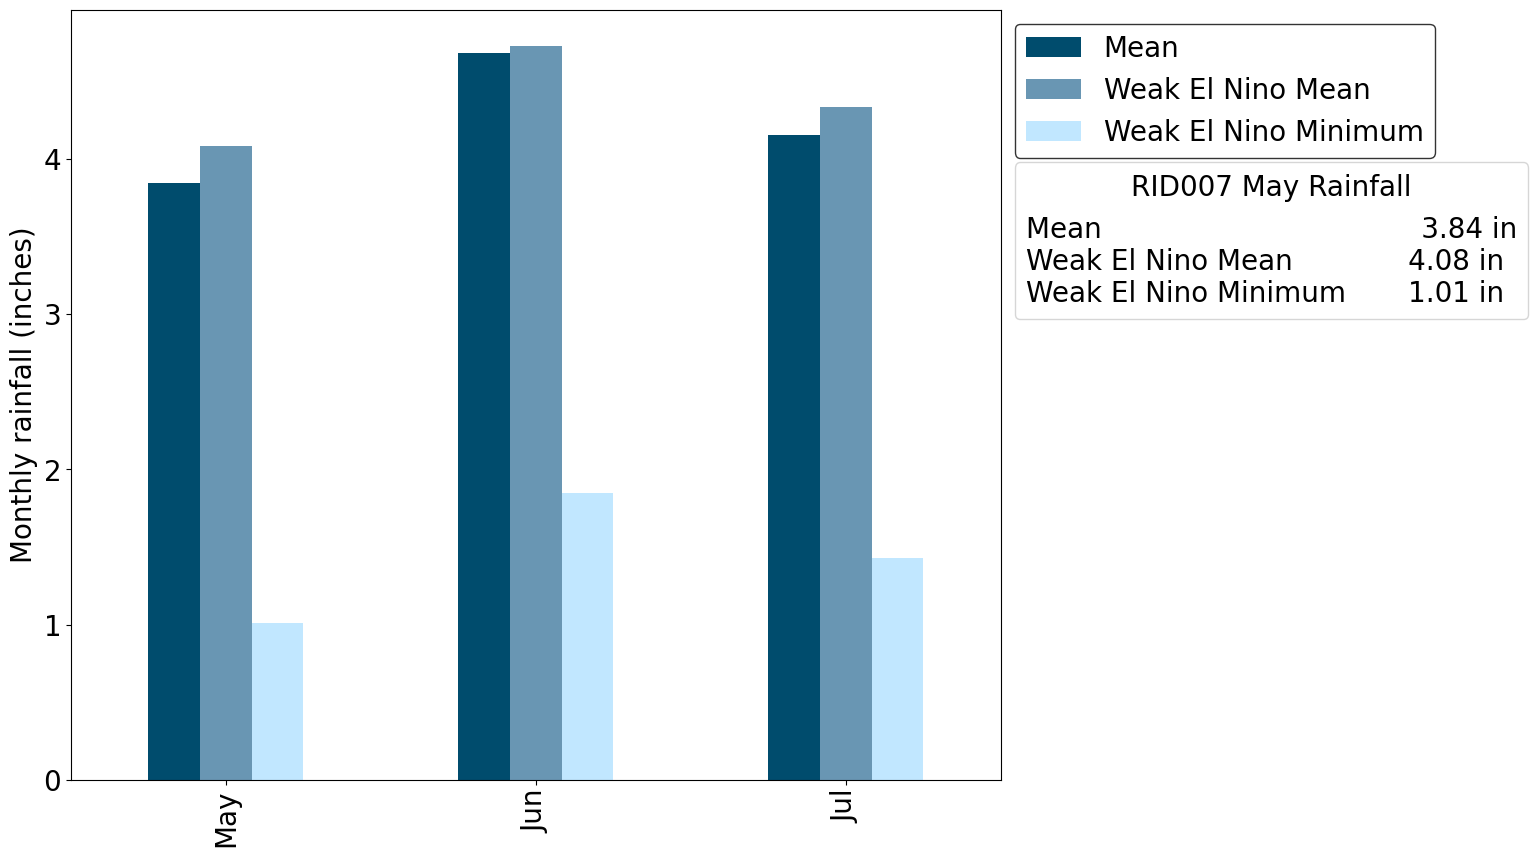 Mean
Weak El Nino Mean
Weak El Nino Minimum
RID007 May Rainfall
Mean 3.84 in
Weak El Nino Mean 4.08 in
Weak El Nino Minimum 1.01 in
Monthly rainfall (inches)
4
3
2
1
0
May
Jun
Jul